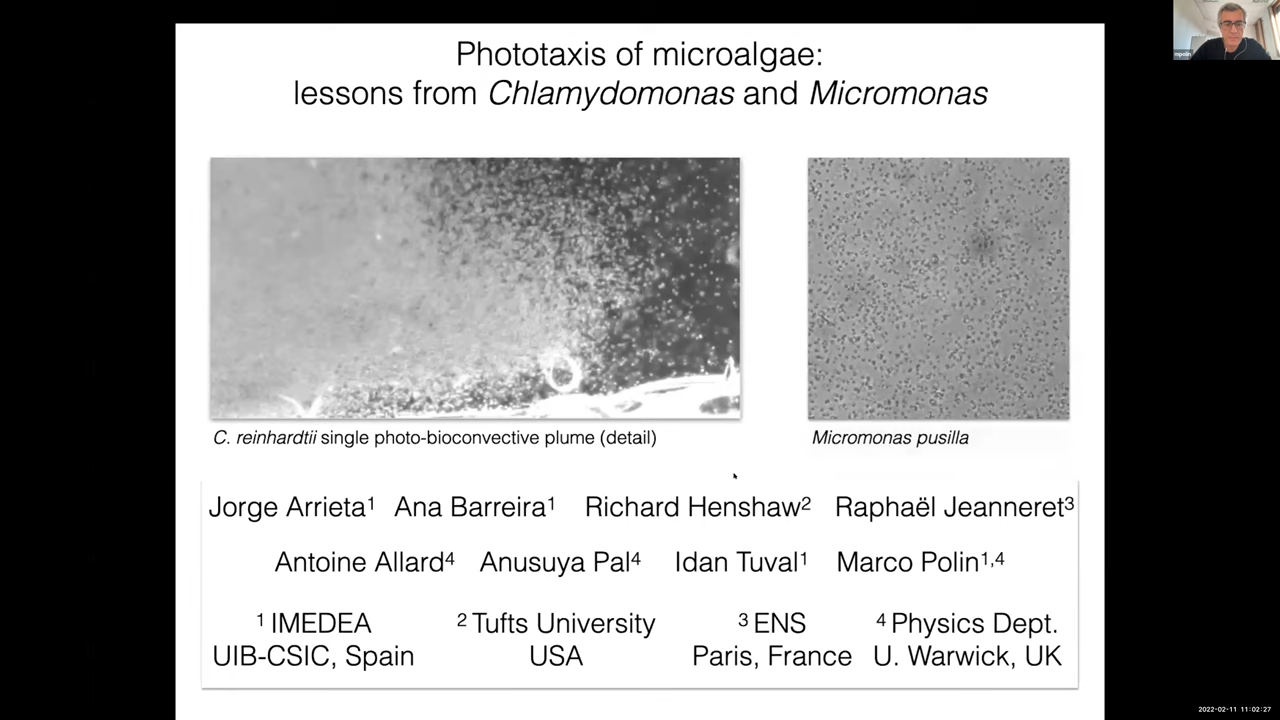 Phototaxis of microalgae:
lessons from Chlamydomonas and Micromonas
mpolin
C. reinhardtii single photo-bioconvective plume (detail)
Micromonas pusilla
Jorge Arrieta¹ Ana Barreira¹ Richard Henshaw² Raphaël Jeanneret³
Antoine Allard⁴ Anusuya Pal⁴ Idan Tuval¹ Marco Polin¹,⁴
¹ IMEDEA
UIB-CSIC, Spain
² Tufts University
USA
³ ENS
Paris, France
⁴ Physics Dept.
U. Warwick, UK
2022-02-11 11:02:27